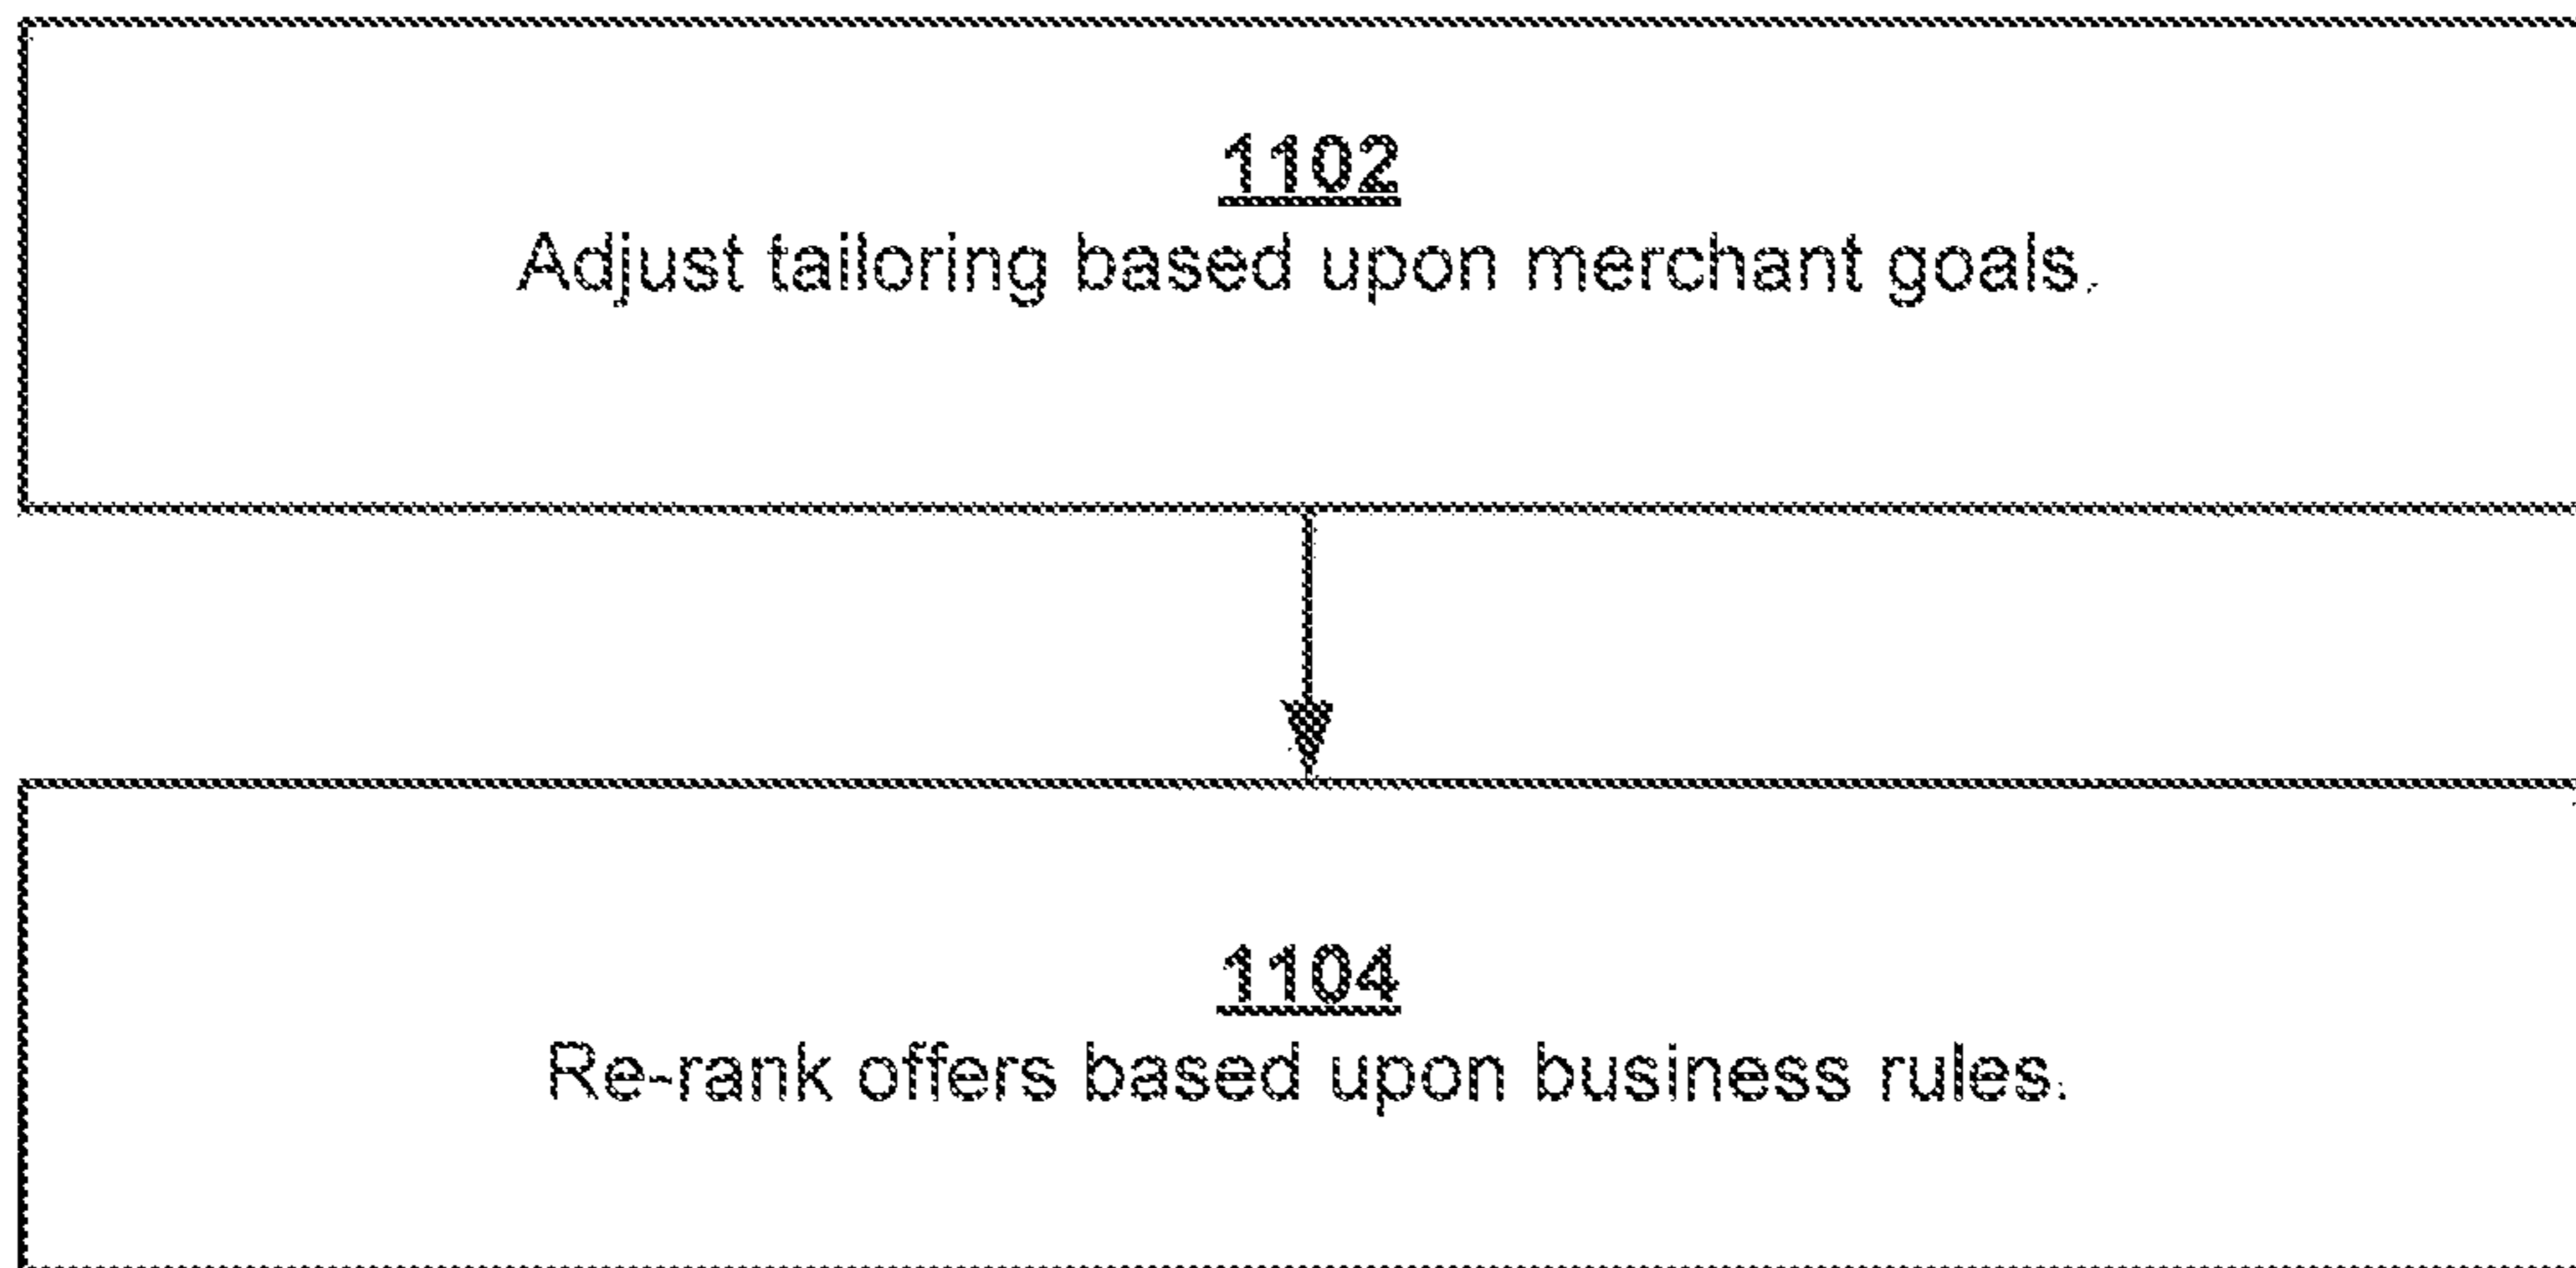 1102
Adjust tailoring based upon merchant goals.
1104
Re-rank offers based upon business rules.